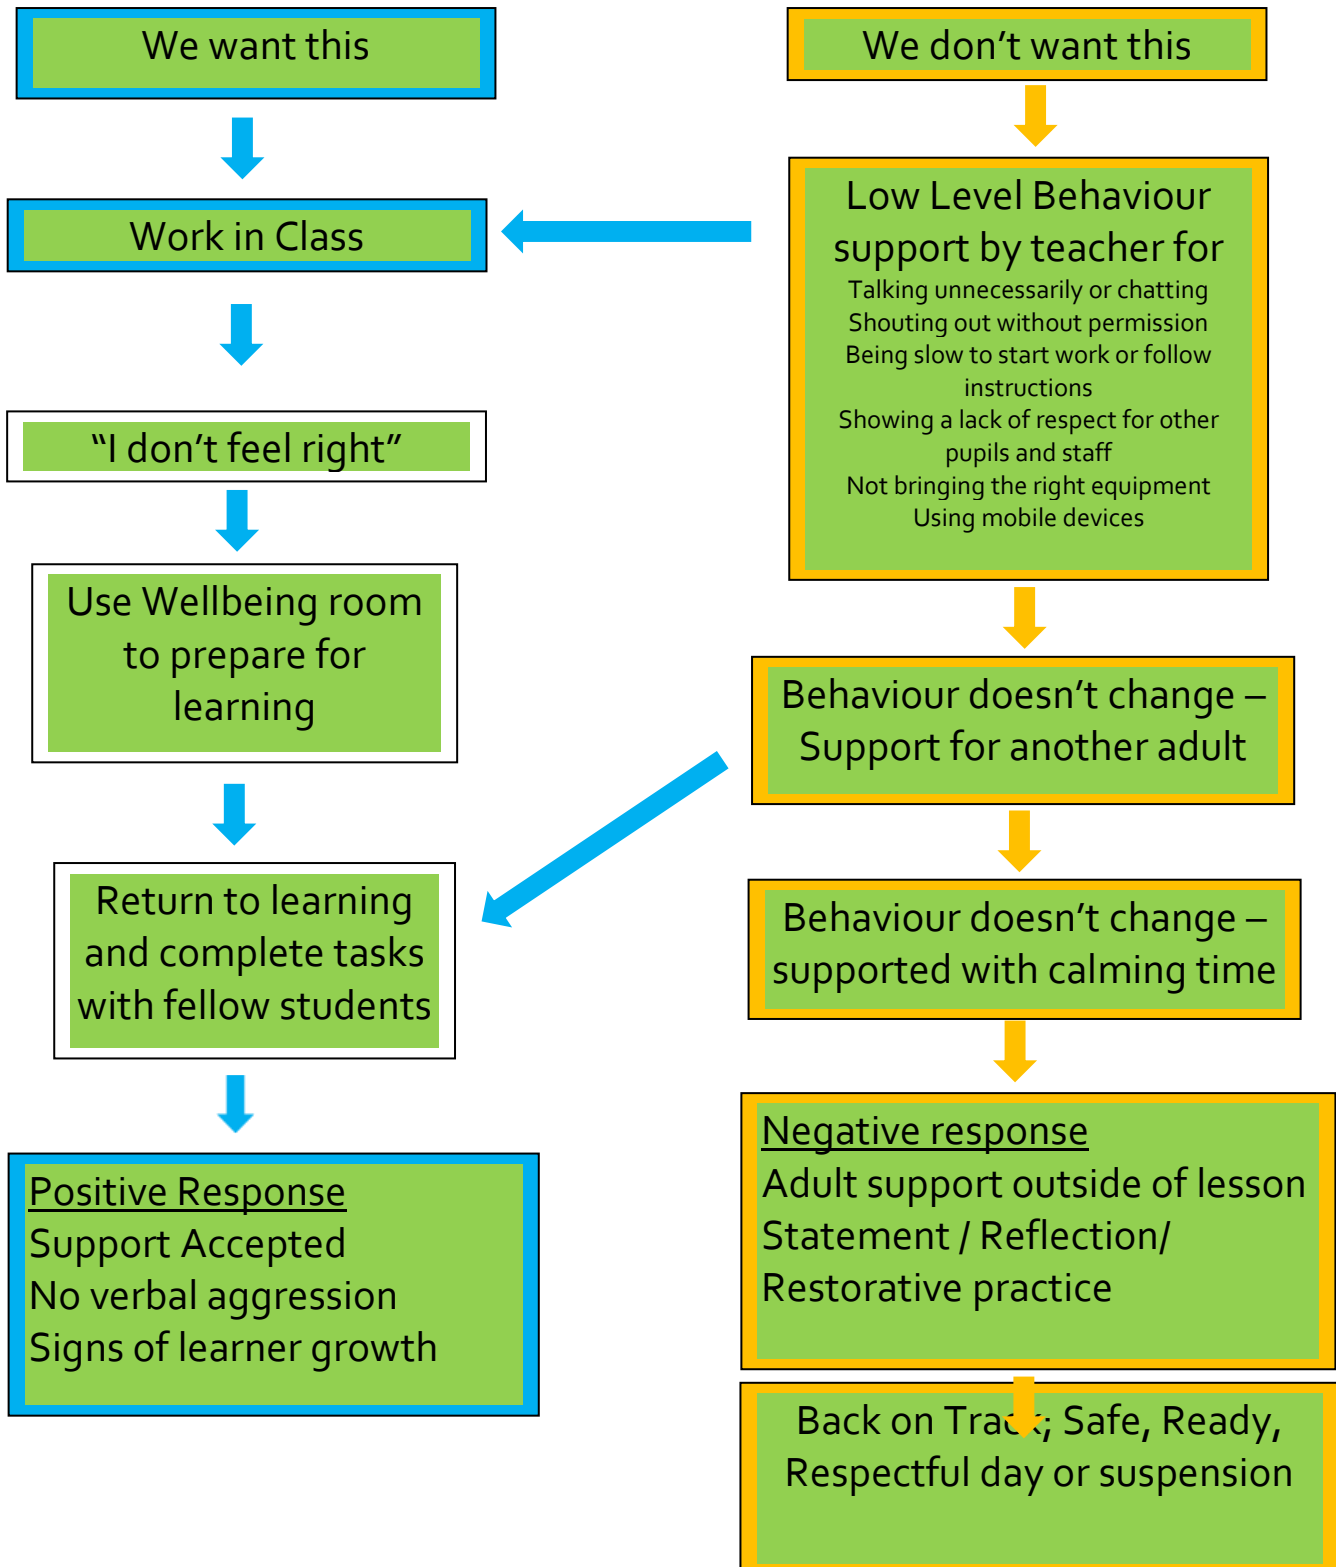 We want this
Work in Class
“I don’t feel right”
Use Wellbeing room
to prepare for
learning
Return to learning
and complete tasks
with fellow students
Positive Response
Support Accepted
No verbal aggression
Signs of learner growth
We don’t want this
Low Level Behaviour
support by teacher for
Talking unnecessarily or chatting
Shouting out without permission
Being slow to start work or follow
instructions
Showing a lack of respect for other
pupils and staff
Not bringing the right equipment
Using mobile devices
Behaviour doesn’t change –
Support for another adult
Behaviour doesn’t change –
supported with calming time
Negative response
Adult support outside of lesson
Statement / Reflection/
Restorative practice
Back on Track; Safe, Ready,
Respectful day or suspension